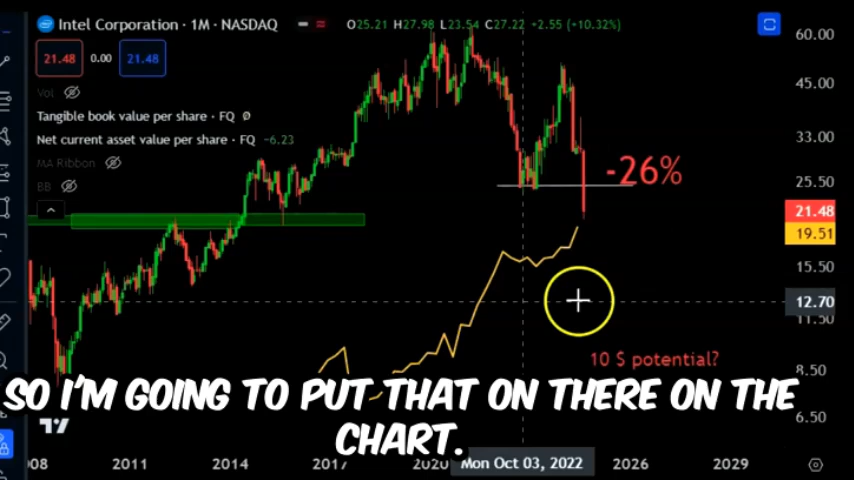 Intel Corporation · 1M · NASDAQ O25.21 H27.98 L23.54 C27.22 +2.55 (+10.32%)
21.48 0.00 21.48
Vol
Tangible book value per share · FQ Ø
Net current asset value per share · FQ −6.23
MA Ribbon
BB
-26%
10 $ potential?
60.00
45.00
33.00
25.50
21.48
19.51
15.50
12.70
11.50
8.50
6.50
SO I'M GOING TO PUT THAT ON THERE ON THE
CHART.
008 2011 2014 2017 2020 Mon Oct 03, 2022 2026 2029